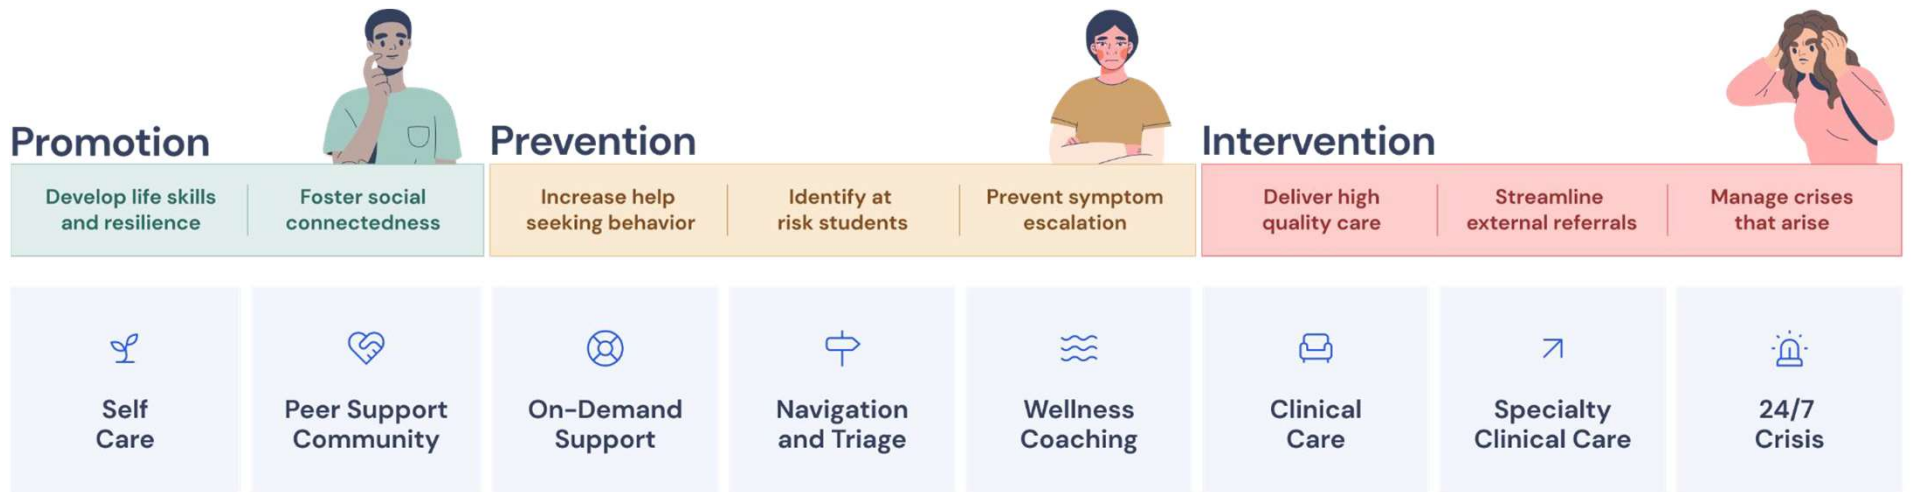 Promotion
Prevention
Intervention
Develop life skills
and resilience
Foster social
connectedness
Increase help
seeking behavior
Identify at
risk students
Prevent symptom
escalation
Deliver high
quality care
Streamline
external referrals
Manage crises
that arise
Self
Care
Peer Support
Community
On-Demand
Support
Navigation
and Triage
Wellness
Coaching
Clinical
Care
Specialty
Clinical Care
24/7
Crisis